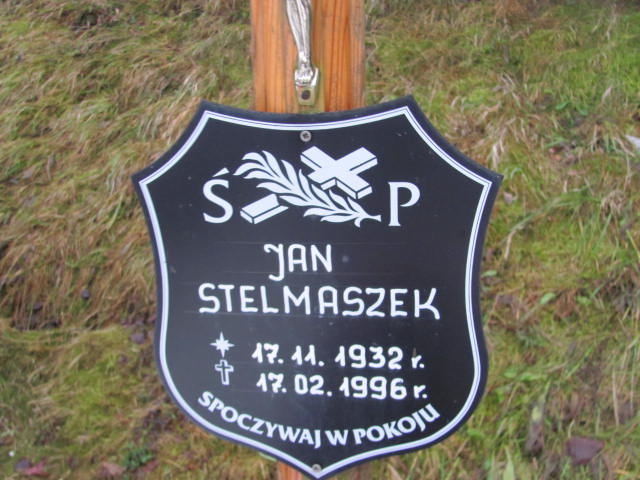 Ś P
JAN
STELMASZEK
17.11.1932 r.
17.02.1996 r.
SPOCZYWAJ W POKOJU